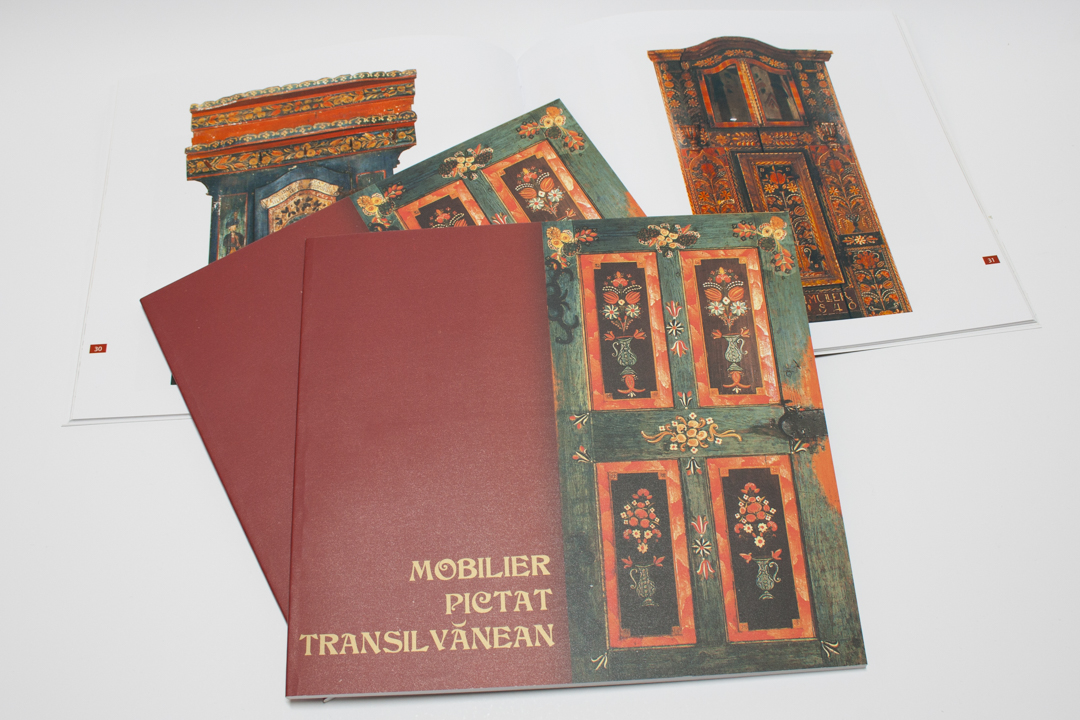 30
31
MOBILIER
PICTAT
TRANSILVĂNEAN